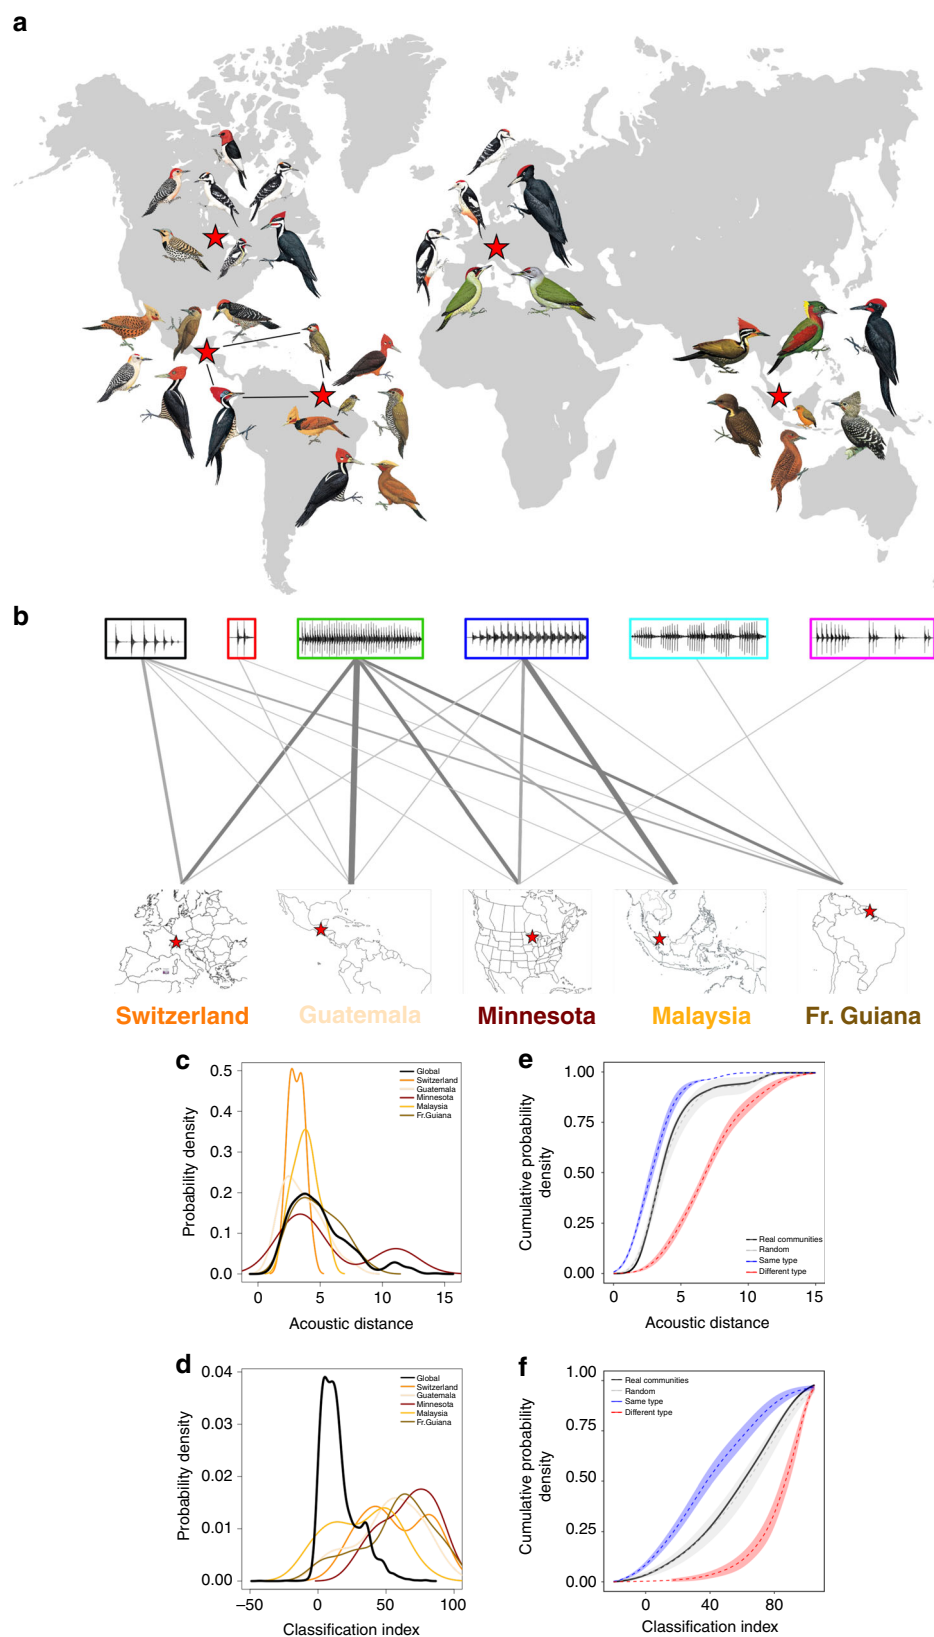 a
b
Switzerland
Guatemala
Minnesota
Malaysia
Fr. Guiana
c
Probability density
0.5
0.4
0.3
0.2
0.1
0.0
0
5
10
15
Acoustic distance
Global
Switzerland
Guatemala
Minnesota
Malaysia
Fr.Guiana
e
Cumulative probability
density
1.00
0.75
0.50
0.25
0.00
0
5
10
15
Acoustic distance
Real communities
Random
Same type
Different type
d
Probability density
0.04
0.03
0.02
0.01
0.00
–50
0
50
100
Classification index
Global
Switzerland
Guatemala
Minnesota
Malaysia
Fr.Guiana
f
Cumulative probability
density
1.00
0.75
0.50
0.25
0.00
0
40
80
Classification index
Real communities
Random
Same type
Different type